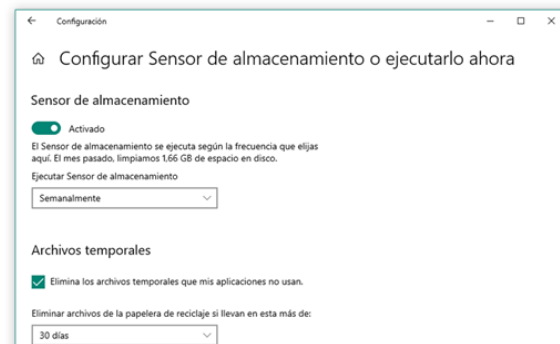 Configuración
Configurar Sensor de almacenamiento o ejecutarlo ahora
Sensor de almacenamiento
Activado
El Sensor de almacenamiento se ejecuta según la frecuencia que elijas
aquí. El mes pasado, limpiamos 1,66 GB de espacio en disco.
Ejecutar Sensor de almacenamiento
Semanalmente
Archivos temporales
Elimina los archivos temporales que mis aplicaciones no usan.
Eliminar archivos de la papelera de reciclaje si llevan en esta más de:
30 días